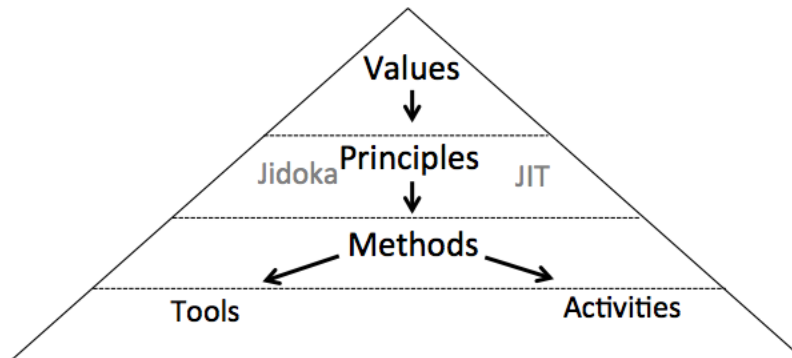 Values
Principles
Jidoka
JIT
Methods
Tools
Activities